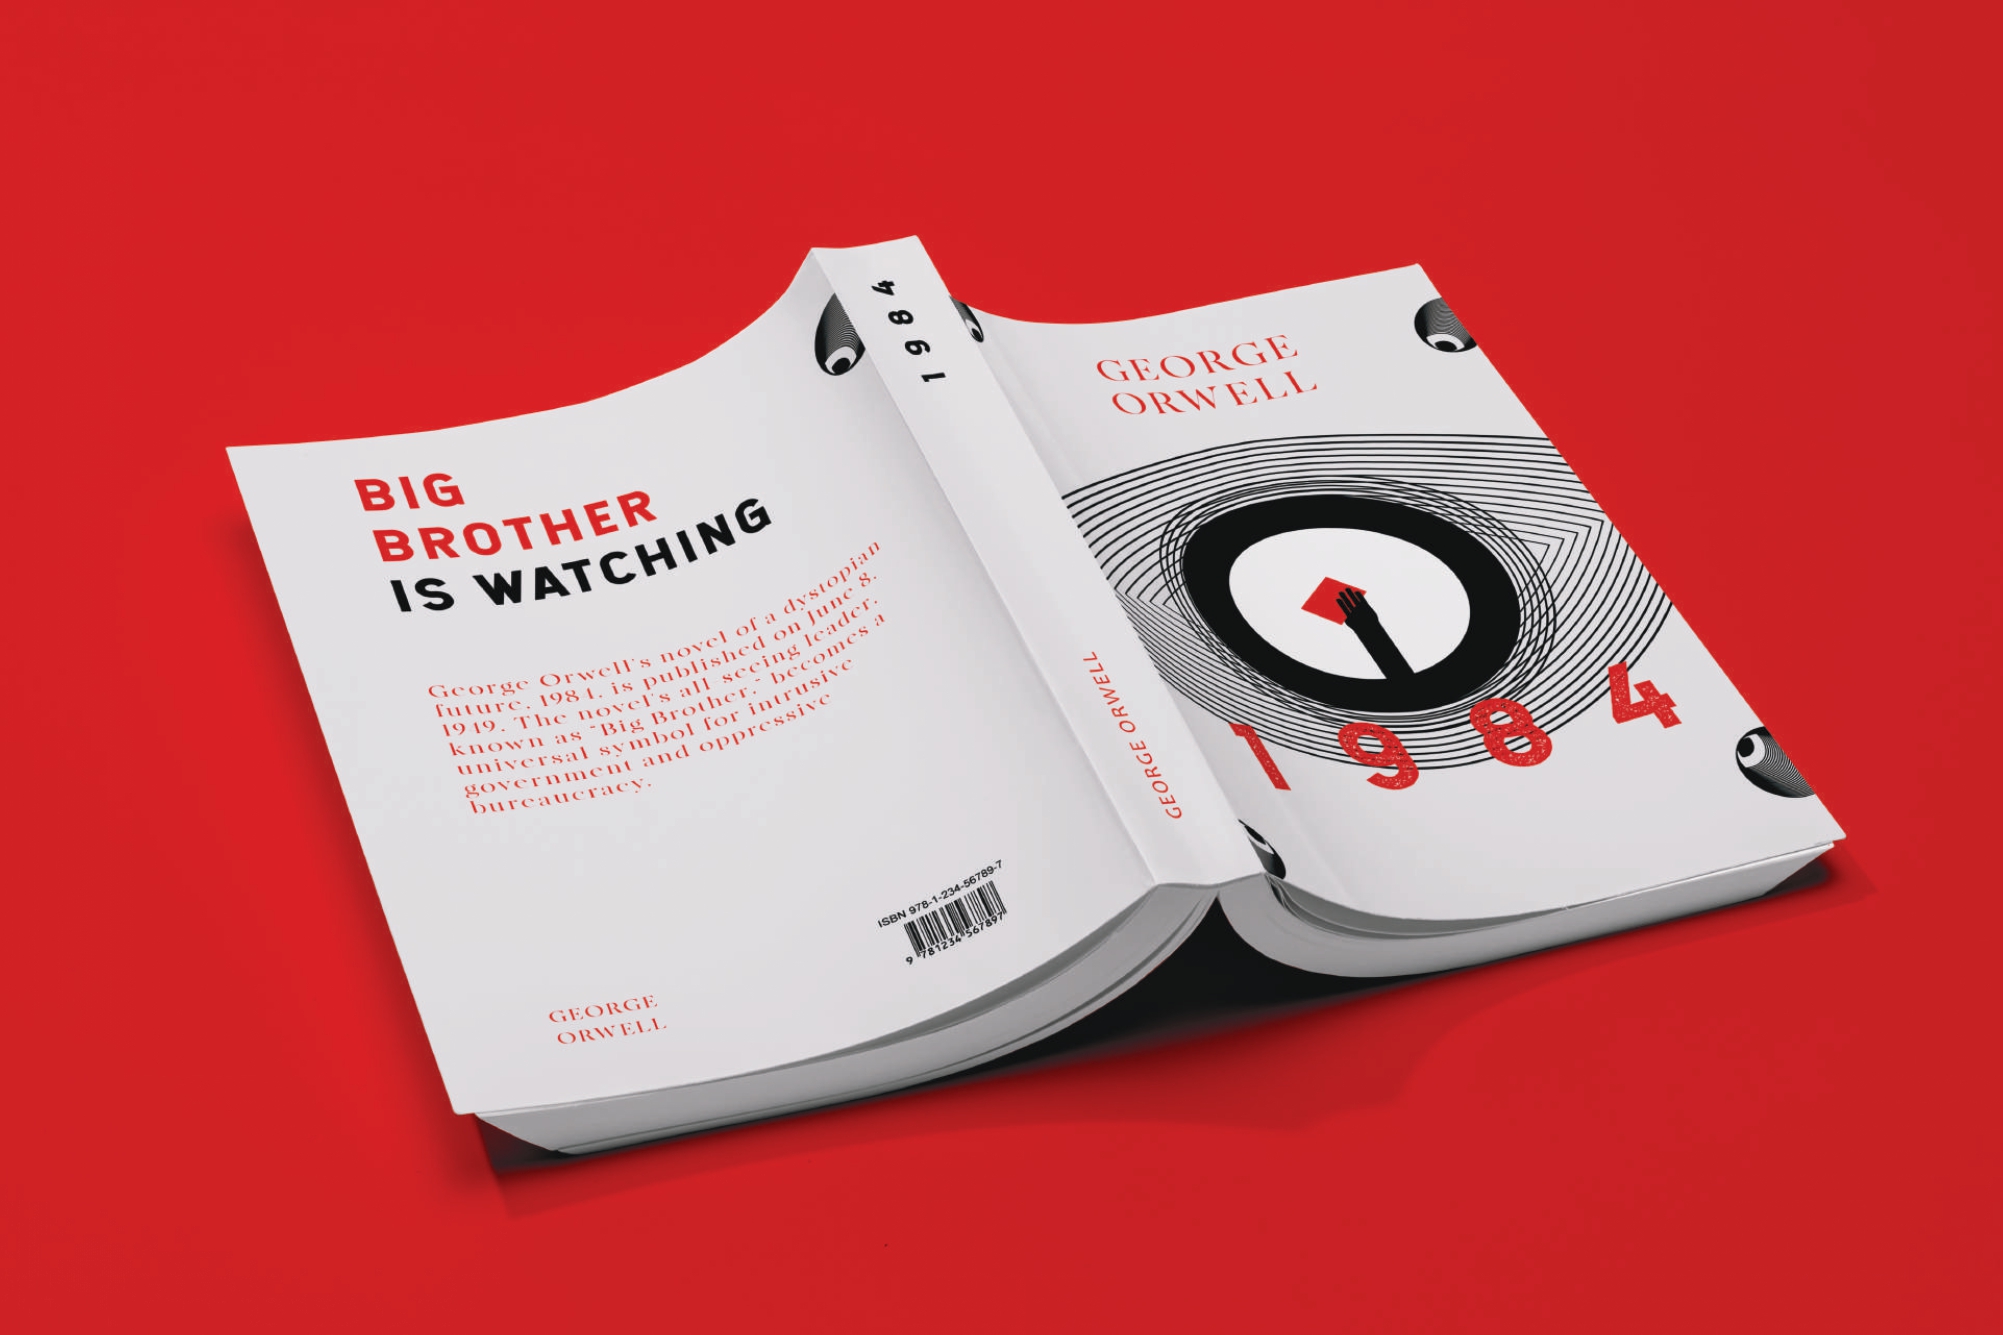 BIG
BROTHER
IS WATCHING
George Orwell's novel of a dystopian
future, 1984, is published on June 8,
1949. The novel's all-seeing leader,
known as "Big Brother," becomes a
universal symbol for intrusive
government and oppressive
bureaucracy.
ISBN 978-1-234-56789-7
9 781234 567897
GEORGE
ORWELL
1984
GEORGE ORWELL
GEORGE
ORWELL
1984